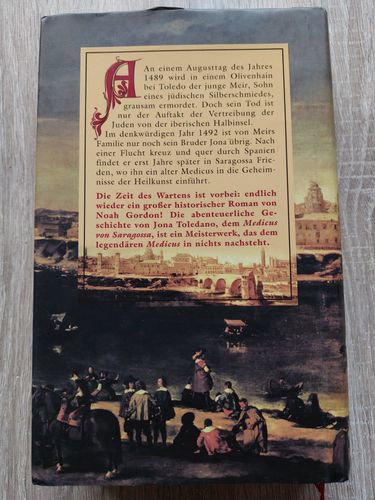 An einem Augusttag des Jahres
1489 wird in einem Olivenhain
bei Toledo der junge Meir, Sohn
eines jüdischen Silberschmiedes,
grausam ermordet. Doch sein Tod ist
nur der Auftakt der Vertreibung der
Juden von der iberischen Halbinsel.
Im denkwürdigen Jahr 1492 ist von Meirs
Familie nur noch sein Bruder Jona übrig. Nach
einer Flucht kreuz und quer durch Spanien
findet er erst Jahre später in Saragossa Frie-
den, wo ihn ein alter Medicus in die Geheim-
nisse der Heilkunst einführt.
Die Zeit des Wartens ist vorbei: endlich
wieder ein großer historischer Roman von
Noah Gordon! Die abenteuerliche Ge-
schichte von Jona Toledano, dem Medicus
von Saragossa, ist ein Meisterwerk, das dem
legendären Medicus in nichts nachsteht.